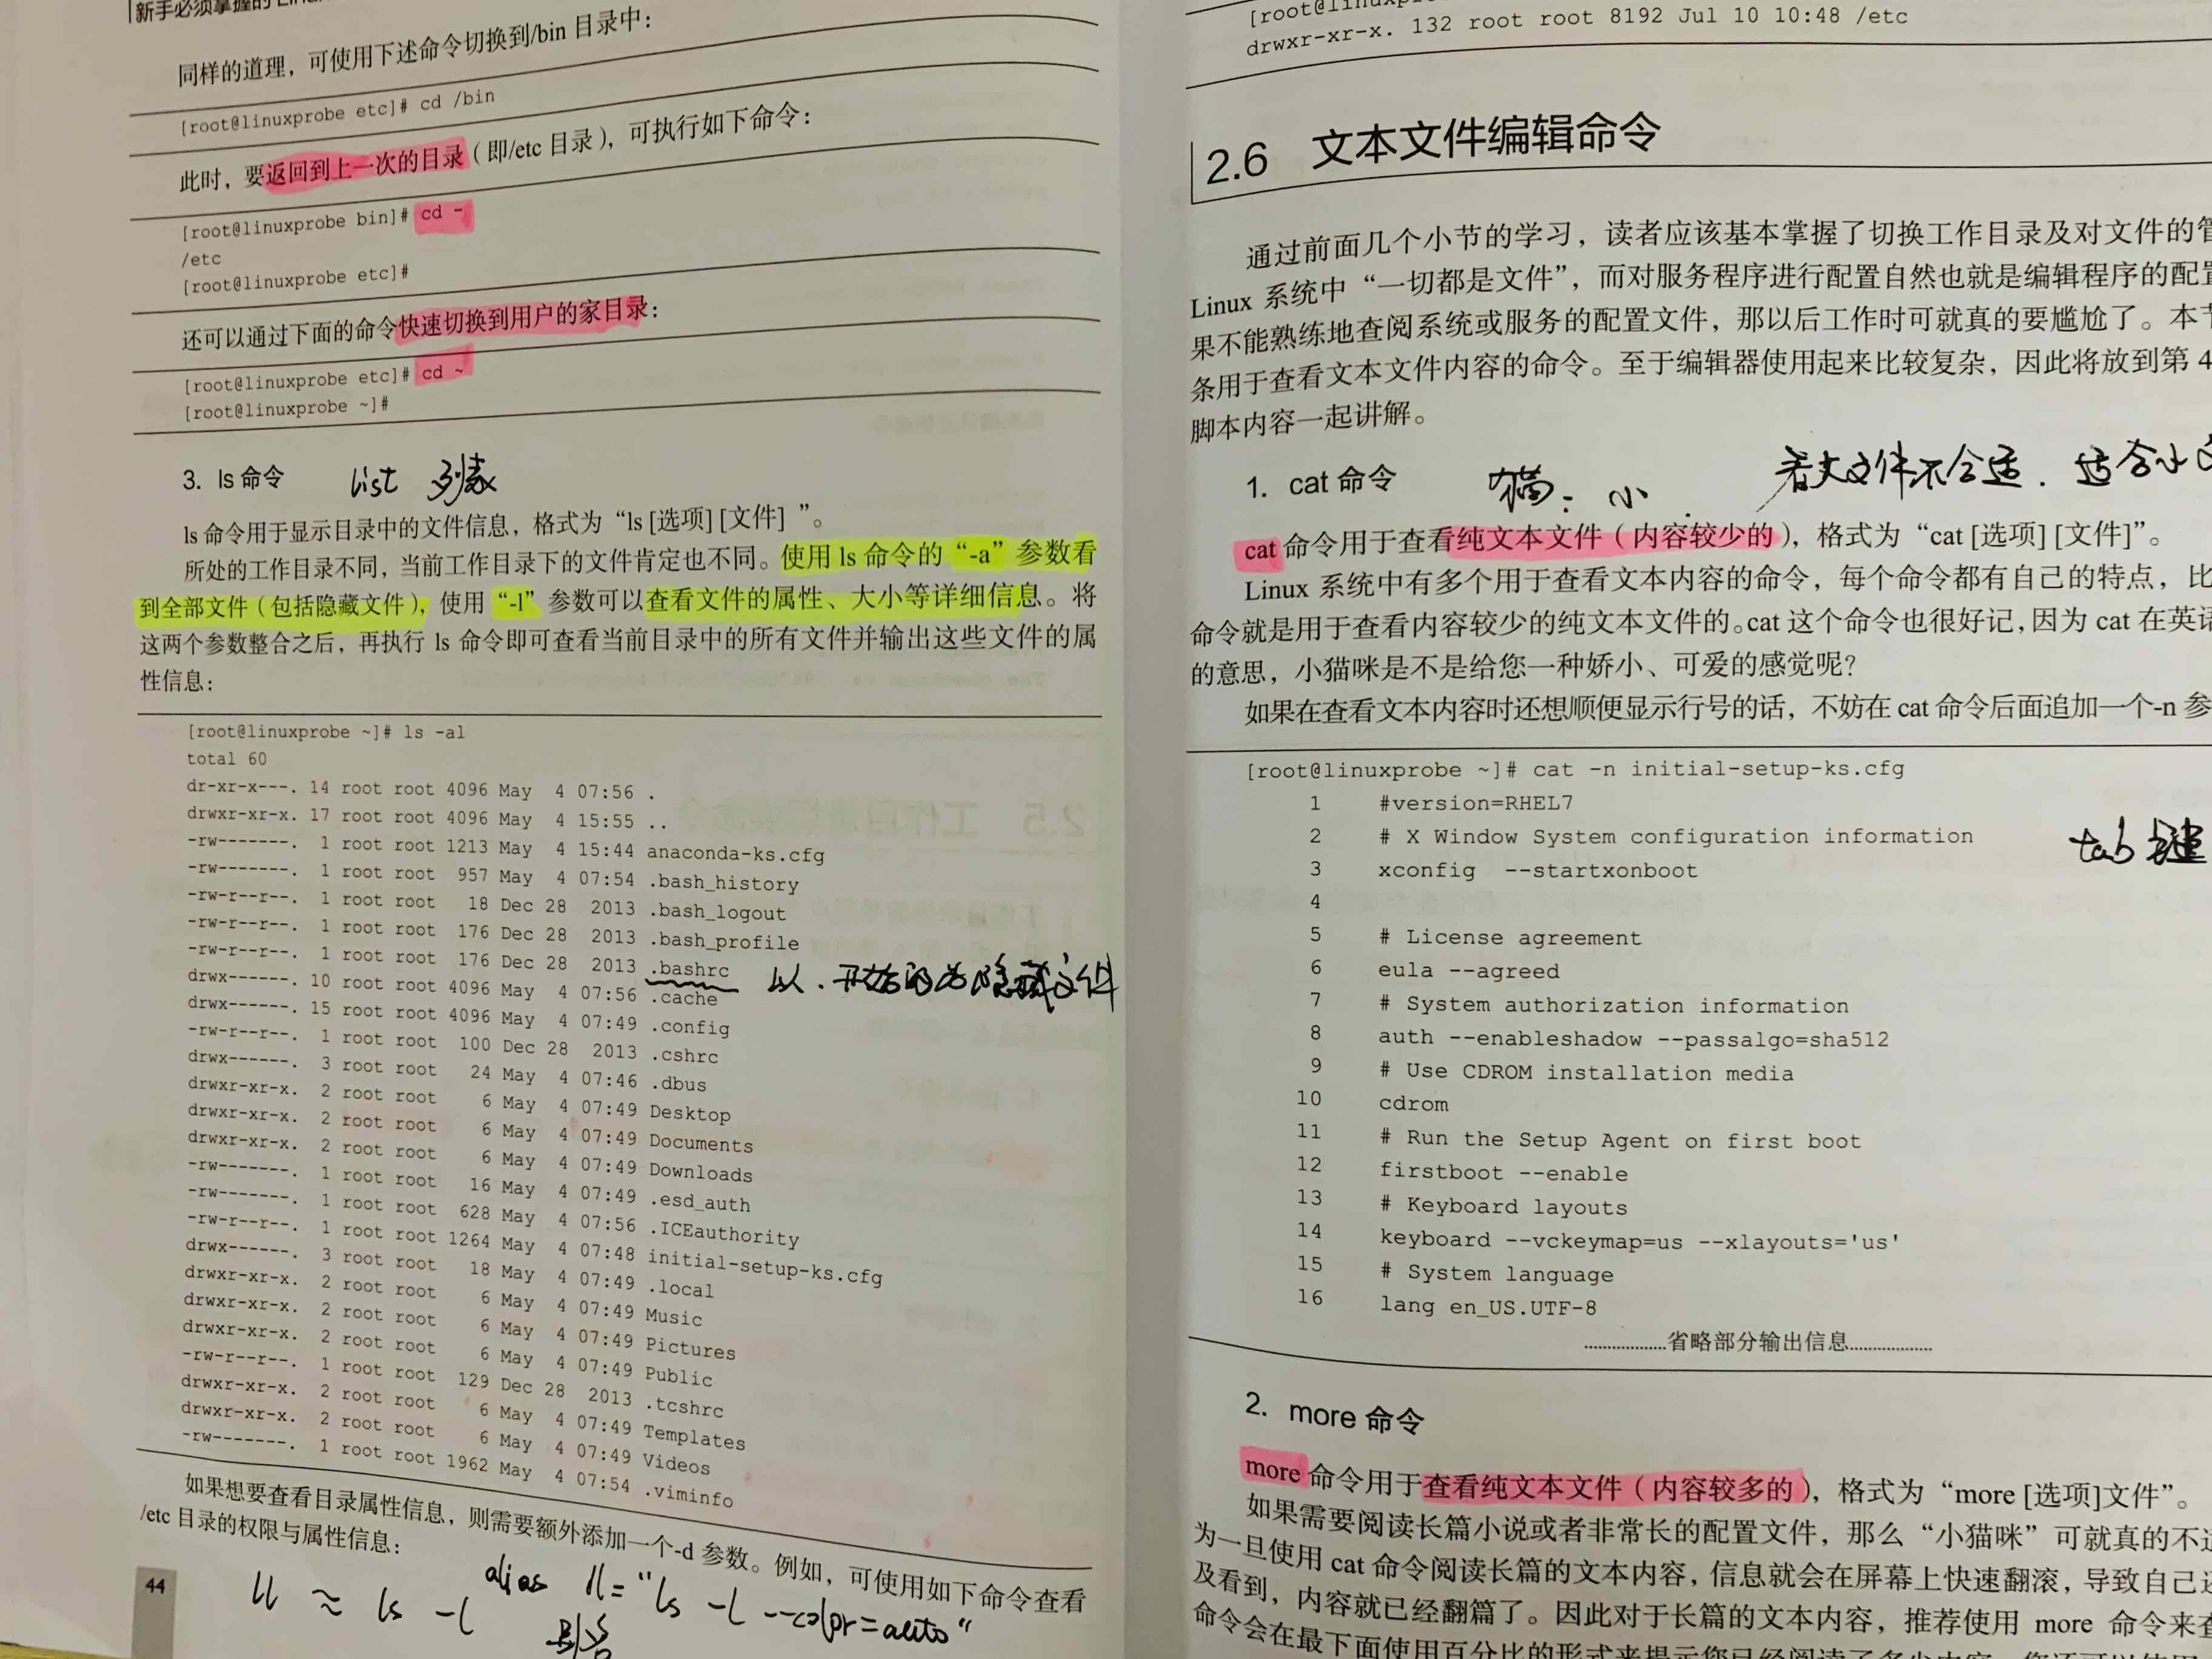 新手必须掌握的
同样的道理，可使用下述命令切换到/bin 目录中：
[root@linuxprobe etc]# cd /bin
此时，要返回到上一次的目录（即/etc 目录），可执行如下命令：
[root@linuxprobe bin]# cd -
/etc
[root@linuxprobe etc]#
还可以通过下面的命令快速切换到用户的家目录：
[root@linuxprobe etc]# cd ~
[root@linuxprobe ~]#
3. ls 命令 list 列表
ls 命令用于显示目录中的文件信息，格式为“ls [选项] [文件] ”。
所处的工作目录不同，当前工作目录下的文件肯定也不同。使用 ls 命令的“-a”参数看
到全部文件（包括隐藏文件），使用“-l”参数可以查看文件的属性、大小等详细信息。将
这两个参数整合之后，再执行 ls 命令即可查看当前目录中的所有文件并输出这些文件的属
性信息：
[root@linuxprobe ~]# ls -al
total 60
dr-xr-x---. 14 root root 4096 May 4 07:56 .
drwxr-xr-x. 17 root root 4096 May 4 15:55 ..
-rw-------. 1 root root 1213 May 4 15:44 anaconda-ks.cfg
-rw-------. 1 root root 957 May 4 07:54 .bash_history
-rw-r--r--. 1 root root 18 Dec 28 2013 .bash_logout
-rw-r--r--. 1 root root 176 Dec 28 2013 .bash_profile
-rw-r--r--. 1 root root 176 Dec 28 2013 .bashrc 以 . 开始的为隐藏文件
drwx------. 10 root root 4096 May 4 07:56 .cache
drwx------. 15 root root 4096 May 4 07:49 .config
-rw-r--r--. 1 root root 100 Dec 28 2013 .cshrc
drwx------. 3 root root 24 May 4 07:46 .dbus
drwxr-xr-x. 2 root root 6 May 4 07:49 Desktop
drwxr-xr-x. 2 root root 6 May 4 07:49 Documents
drwxr-xr-x. 2 root root 6 May 4 07:49 Downloads
-rw-------. 1 root root 16 May 4 07:49 .esd_auth
-rw-------. 1 root root 628 May 4 07:56 .ICEauthority
-rw-r--r--. 1 root root 1264 May 4 07:48 initial-setup-ks.cfg
drwx------. 3 root root 18 May 4 07:49 .local
drwxr-xr-x. 2 root root 6 May 4 07:49 Music
drwxr-xr-x. 2 root root 6 May 4 07:49 Pictures
drwxr-xr-x. 2 root root 6 May 4 07:49 Public
-rw-r--r--. 1 root root 129 Dec 28 2013 .tcshrc
drwxr-xr-x. 2 root root 6 May 4 07:49 Templates
drwxr-xr-x. 2 root root 6 May 4 07:49 Videos
-rw-------. 1 root root 1962 May 4 07:54 .viminfo
如果想要查看目录属性信息，则需要额外添加一个-d 参数。例如，可使用如下命令查看
/etc 目录的权限与属性信息：
ll ≈ ls -l alias ll="ls -l --color=auto"
别名
44
[root@linuxpr
drwxr-xr-x. 132 root root 8192 Jul 10 10:48 /etc
2.6 文本文件编辑命令
通过前面几个小节的学习，读者应该基本掌握了切换工作目录及对文件的管
Linux 系统中“一切都是文件”，而对服务程序进行配置自然也就是编辑程序的配置
果不能熟练地查阅系统或服务的配置文件，那以后工作时可就真的要尴尬了。本节
条用于查看文本文件内容的命令。至于编辑器使用起来比较复杂，因此将放到第 4
脚本内容一起讲解。
1. cat 命令 猫：小 看大文件不合适．适合小文
cat 命令用于查看纯文本文件（内容较少的），格式为“cat [选项] [文件]”。
Linux 系统中有多个用于查看文本内容的命令，每个命令都有自己的特点，比
命令就是用于查看内容较少的纯文本文件的。cat 这个命令也很好记，因为 cat 在英语
的意思，小猫咪是不是给您一种娇小、可爱的感觉呢？
如果在查看文本内容时还想顺便显示行号的话，不妨在 cat 命令后面追加一个-n 参
[root@linuxprobe ~]# cat -n initial-setup-ks.cfg
1 #version=RHEL7
2 # X Window System configuration information
tab 键
3 xconfig --startxonboot
4
5 # License agreement
6 eula --agreed
7 # System authorization information
8 auth --enableshadow --passalgo=sha512
9 # Use CDROM installation media
10 cdrom
11 # Run the Setup Agent on first boot
12 firstboot --enable
13 # Keyboard layouts
14 keyboard --vckeymap=us --xlayouts='us'
15 # System language
16 lang en_US.UTF-8
..................省略部分输出信息..................
2. more 命令
more 命令用于查看纯文本文件（内容较多的），格式为“more [选项]文件”。
如果需要阅读长篇小说或者非常长的配置文件，那么“小猫咪”可就真的不适
为一旦使用 cat 命令阅读长篇的文本内容，信息就会在屏幕上快速翻滚，导致自己还
及看到，内容就已经翻篇了。因此对于长篇的文本内容，推荐使用 more 命令来查
命令会在最下面使用百分比的形式来提示您已经阅读了多少内容